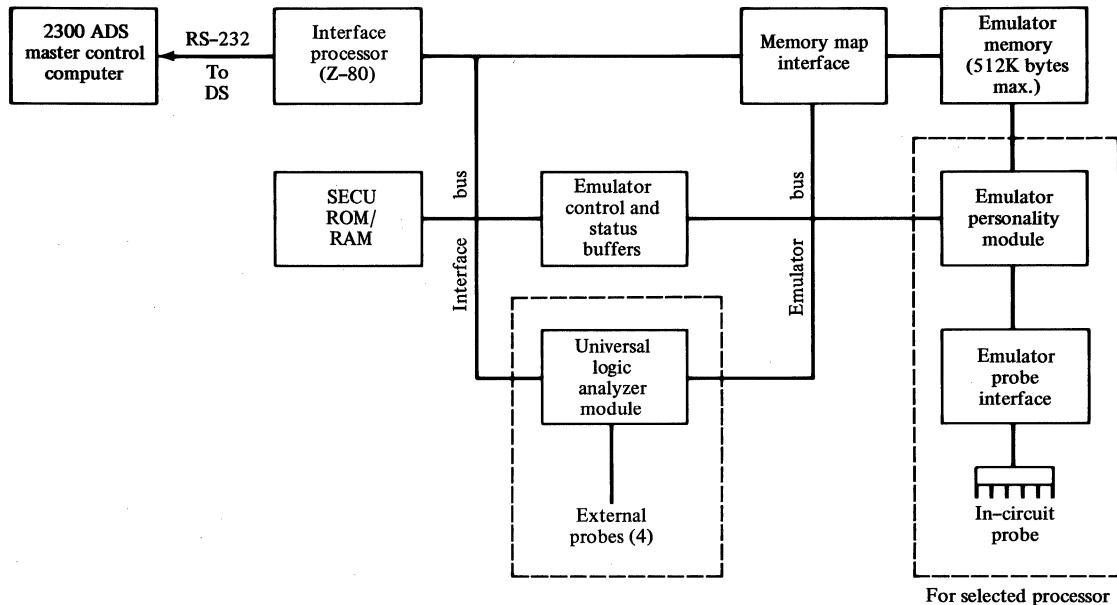 2300 ADS
master control
computer
RS-232
To
DS
Interface
processor
(Z-80)
Memory map
interface
Emulator
memory
(512K bytes
max.)
SECU
ROM/
RAM
Interface bus
Emulator
control and
status
buffers
Emulator bus
Emulator
personality
module
Universal
logic
analyzer
module
External
probes (4)
Emulator
probe
interface
In-circuit
probe
For selected processor